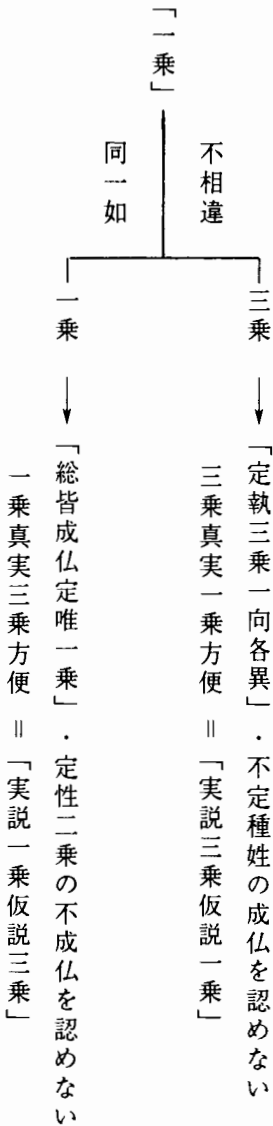 「一乗」
不相違
同一如
三乗 → 「定執三乗一向各異」・不定種姓の成仏を認めない
三乗真実一乗方便 = 「実説三乗仮説一乗」
一乗 → 「総皆成仏定唯一乗」・定性二乗の不成仏を認めない
一乗真実三乗方便 = 「実説一乗仮説三乗」